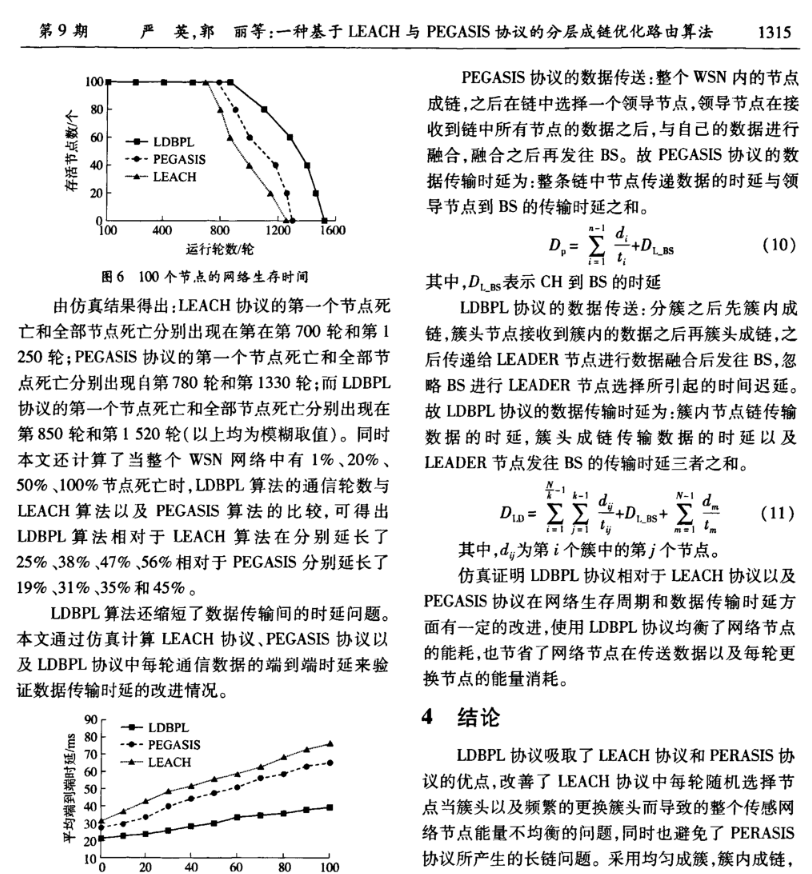 第 9 期 严 英,郭 丽等:一种基于 LEACH 与 PEGASIS 协议的分层成链优化路由算法 1315
100
80
60
40
20
0
存活节点数/个
LDBPL
PEGASIS
LEACH
100 400 800 1200 1600
运行轮数/轮
图 6 100 个节点的网络生存时间
由仿真结果得出:LEACH 协议的第一个节点死
亡和全部节点死亡分别出现在第在第 700 轮和第 1
250 轮;PEGASIS 协议的第一个节点死亡和全部节
点死亡分别出现自第 780 轮和第 1330 轮;而 LDBPL
协议的第一个节点死亡和全部节点死亡分别出现在
第 850 轮和第 1 520 轮(以上均为模糊取值)。同时
本文还计算了当整个 WSN 网络中有 1%、20%、
50%、100%节点死亡时,LDBPL 算法的通信轮数与
LEACH 算法以及 PEGASIS 算法的比较,可得出
LDBPL 算法相对于 LEACH 算法在分别延长了
25%、38%、47%、56%相对于 PEGASIS 分别延长了
19%、31%、35%和 45%。
LDBPL 算法还缩短了数据传输间的时延问题。
本文通过仿真计算 LEACH 协议、PEGASIS 协议以
及 LDBPL 协议中每轮通信数据的端到端时延来验
证数据传输时延的改进情况。
90
80
70
60
50
40
30
20
10
平均端到端时延/ms
LDBPL
PEGASIS
LEACH
0 20 40 60 80 100
PEGASIS 协议的数据传送:整个 WSN 内的节点
成链,之后在链中选择一个领导节点,领导节点在接
收到链中所有节点的数据之后,与自己的数据进行
融合,融合之后再发往 BS。故 PEGASIS 协议的数
据传输时延为:整条链中节点传递数据的时延与领
导节点到 BS 的传输时延之和。
D_p = \sum_{i=1}^{n-1} \frac{d_i}{t_i} + D_{L\_BS} (10)
其中,D_{L\_BS}表示 CH 到 BS 的时延
LDBPL 协议的数据传送:分簇之后先簇内成
链,簇头节点接收到簇内的数据之后再簇头成链,之
后传递给 LEADER 节点进行数据融合后发往 BS,忽
略 BS 进行 LEADER 节点选择所引起的时间迟延。
故 LDBPL 协议的数据传输时延为:簇内节点链传输
数据的时延,簇头成链传输数据的时延以及
LEADER 节点发往 BS 的传输时延三者之和。
D_{LD} = \sum_{i=1}^{\frac{N}{k}-1} \sum_{j=1}^{k-1} \frac{d_{ij}}{t_{ij}} + D_{L\_BS} + \sum_{m=1}^{N-1} \frac{d_m}{t_m} (11)
其中,d_{ij}为第 i 个簇中的第 j 个节点。
仿真证明 LDBPL 协议相对于 LEACH 协议以及
PEGASIS 协议在网络生存周期和数据传输时延方
面有一定的改进,使用 LDBPL 协议均衡了网络节点
的能耗,也节省了网络节点在传送数据以及每轮更
换节点的能量消耗。
4 结论
LDBPL 协议吸取了 LEACH 协议和 PERASIS 协
议的优点,改善了 LEACH 协议中每轮随机选择节
点当簇头以及频繁的更换簇头而导致的整个传感网
络节点能量不均衡的问题,同时也避免了 PERASIS
协议所产生的长链问题。采用均匀成簇,簇内成链,